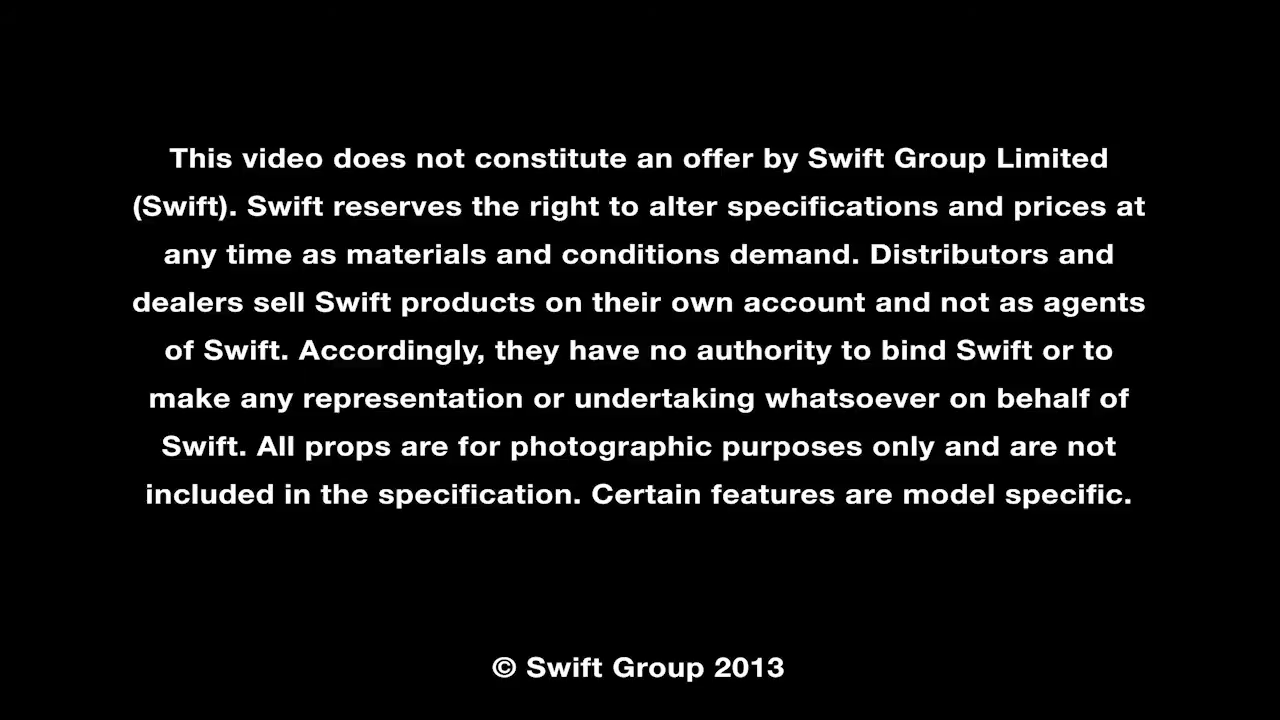 This video does not constitute an offer by Swift Group Limited
(Swift). Swift reserves the right to alter specifications and prices at
any time as materials and conditions demand. Distributors and
dealers sell Swift products on their own account and not as agents
of Swift. Accordingly, they have no authority to bind Swift or to
make any representation or undertaking whatsoever on behalf of
Swift. All props are for photographic purposes only and are not
included in the specification. Certain features are model specific.
© Swift Group 2013